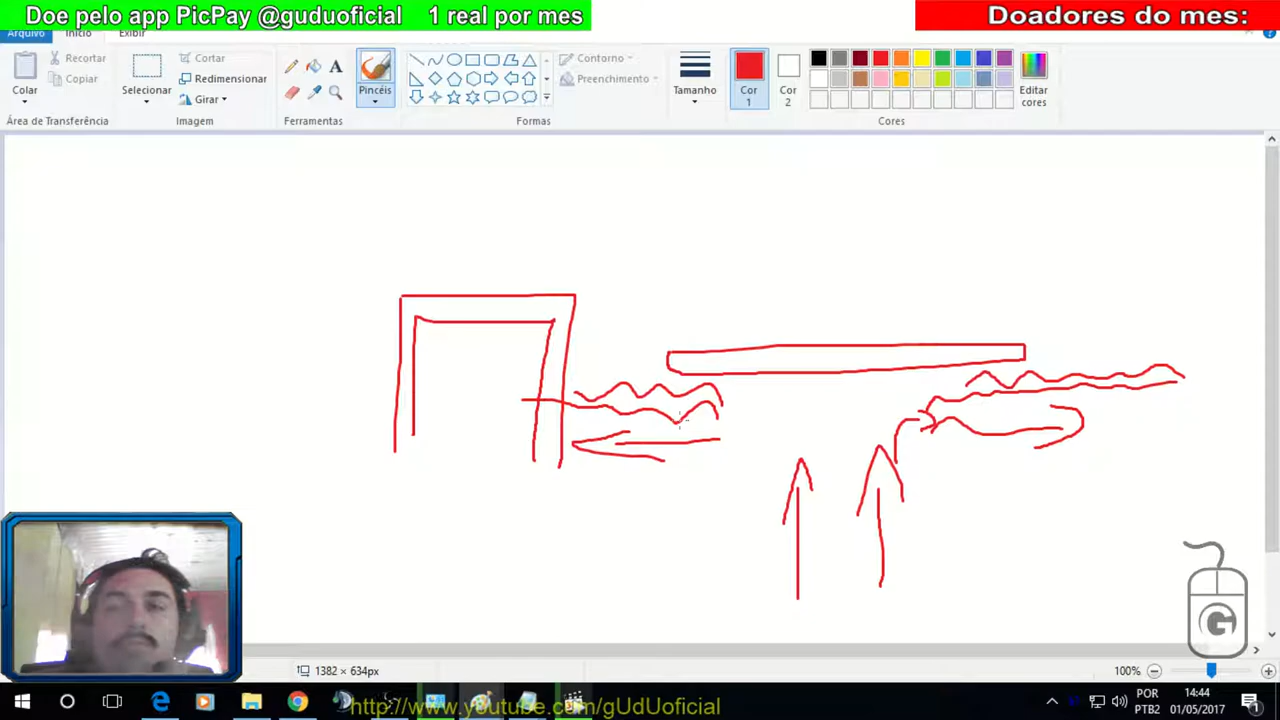 Doe pelo app PicPay @guduoficial 1 real por mes
Doadores do mes:
Arquivo Início Exibir
Colar
Recortar
Copiar
Área de Transferência
Selecionar
Cortar
Redimensionar
Girar
Imagem
A
Ferramentas
Pincéis
Formas
Contorno
Preenchimento
Tamanho
Cor
1
Cor
2
Cores
Editar
cores
G
1382 × 634px
100%
www.youtube.com/gUdUoficial
POR
PTB2
14:44
01/05/2017
1